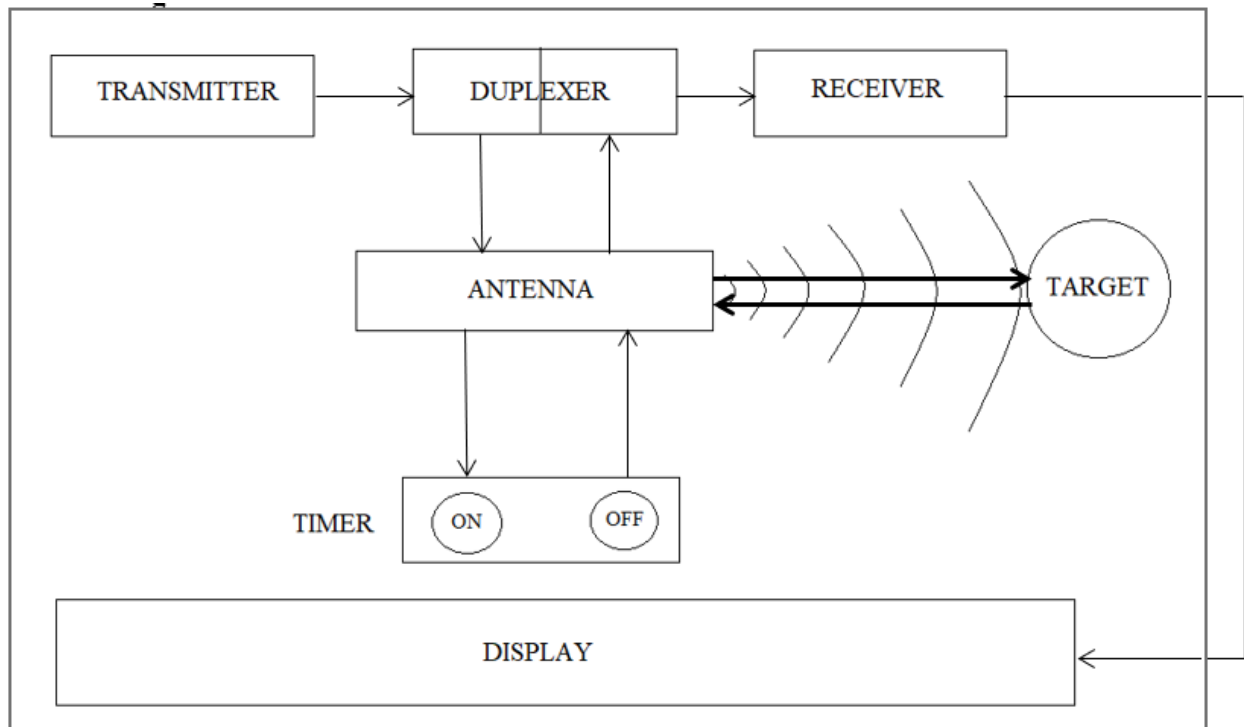 TRANSMITTER
DUPLEXER
RECEIVER
ANTENNA
TARGET
TIMER
ON
OFF
DISPLAY